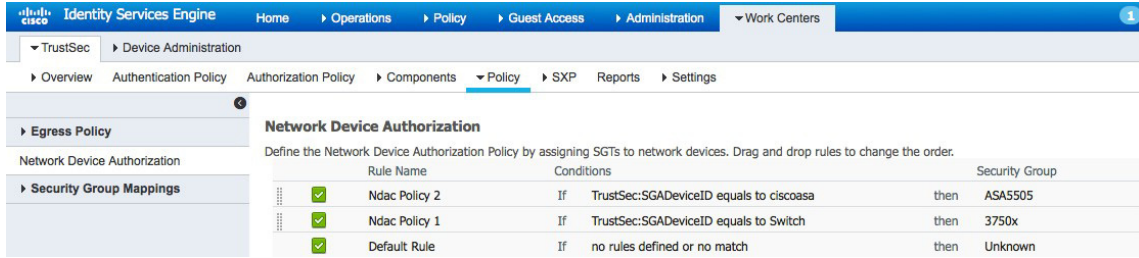 cisco Identity Services Engine Home Operations Policy Guest Access Administration Work Centers 1
TrustSec Device Administration
Overview Authentication Policy Authorization Policy Components Policy SXP Reports Settings
Egress Policy
Network Device Authorization
Security Group Mappings
Network Device Authorization
Define the Network Device Authorization Policy by assigning SGTs to network devices. Drag and drop rules to change the order.
Rule Name Conditions Security Group
Ndac Policy 2 If TrustSec:SGADeviceID equals to ciscoasa then ASA5505
Ndac Policy 1 If TrustSec:SGADeviceID equals to Switch then 3750x
Default Rule If no rules defined or no match then Unknown